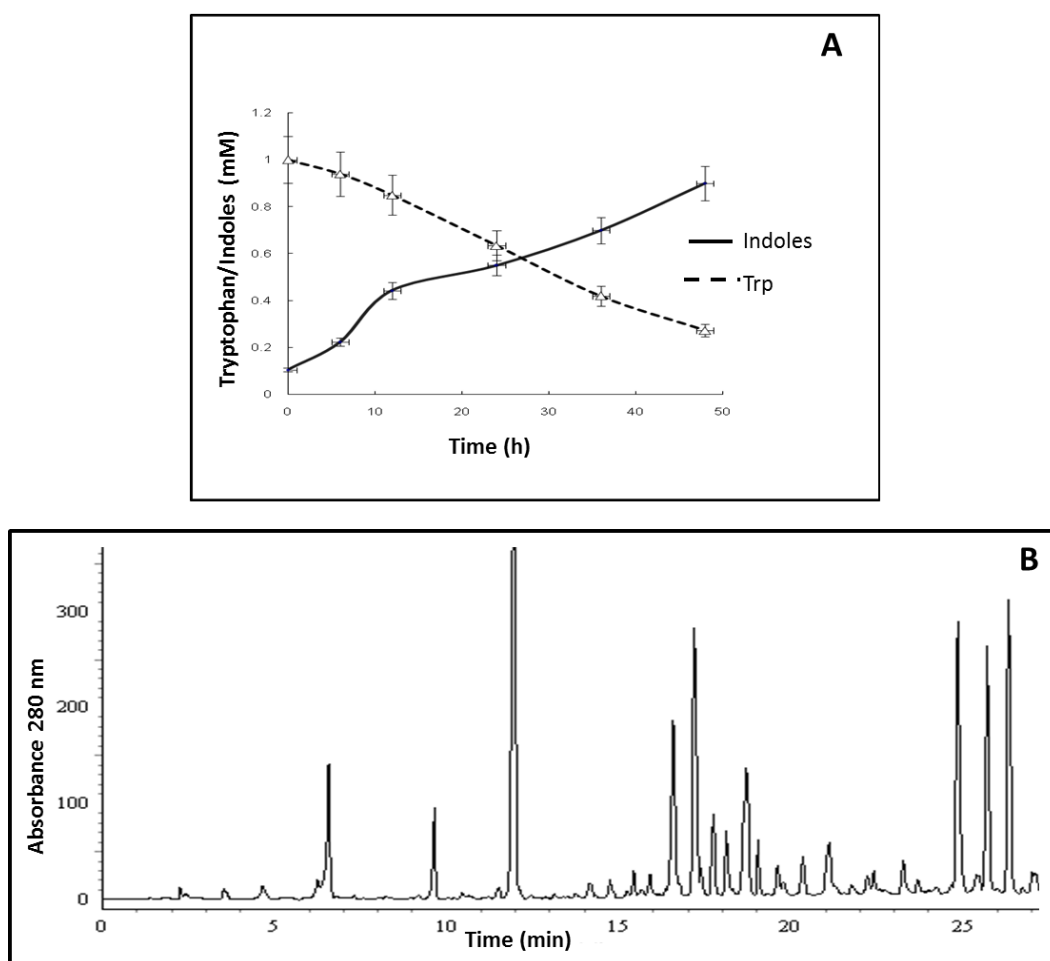 A
Tryptophan/Indoles (mM)
1.2
1
0.8
0.6
0.4
0.2
0
0 10 20 30 40 50
Time (h)
Indoles
Trp
B
Absorbance 280 nm
300
200
100
0
0 5 10 15 20 25
Time (min)